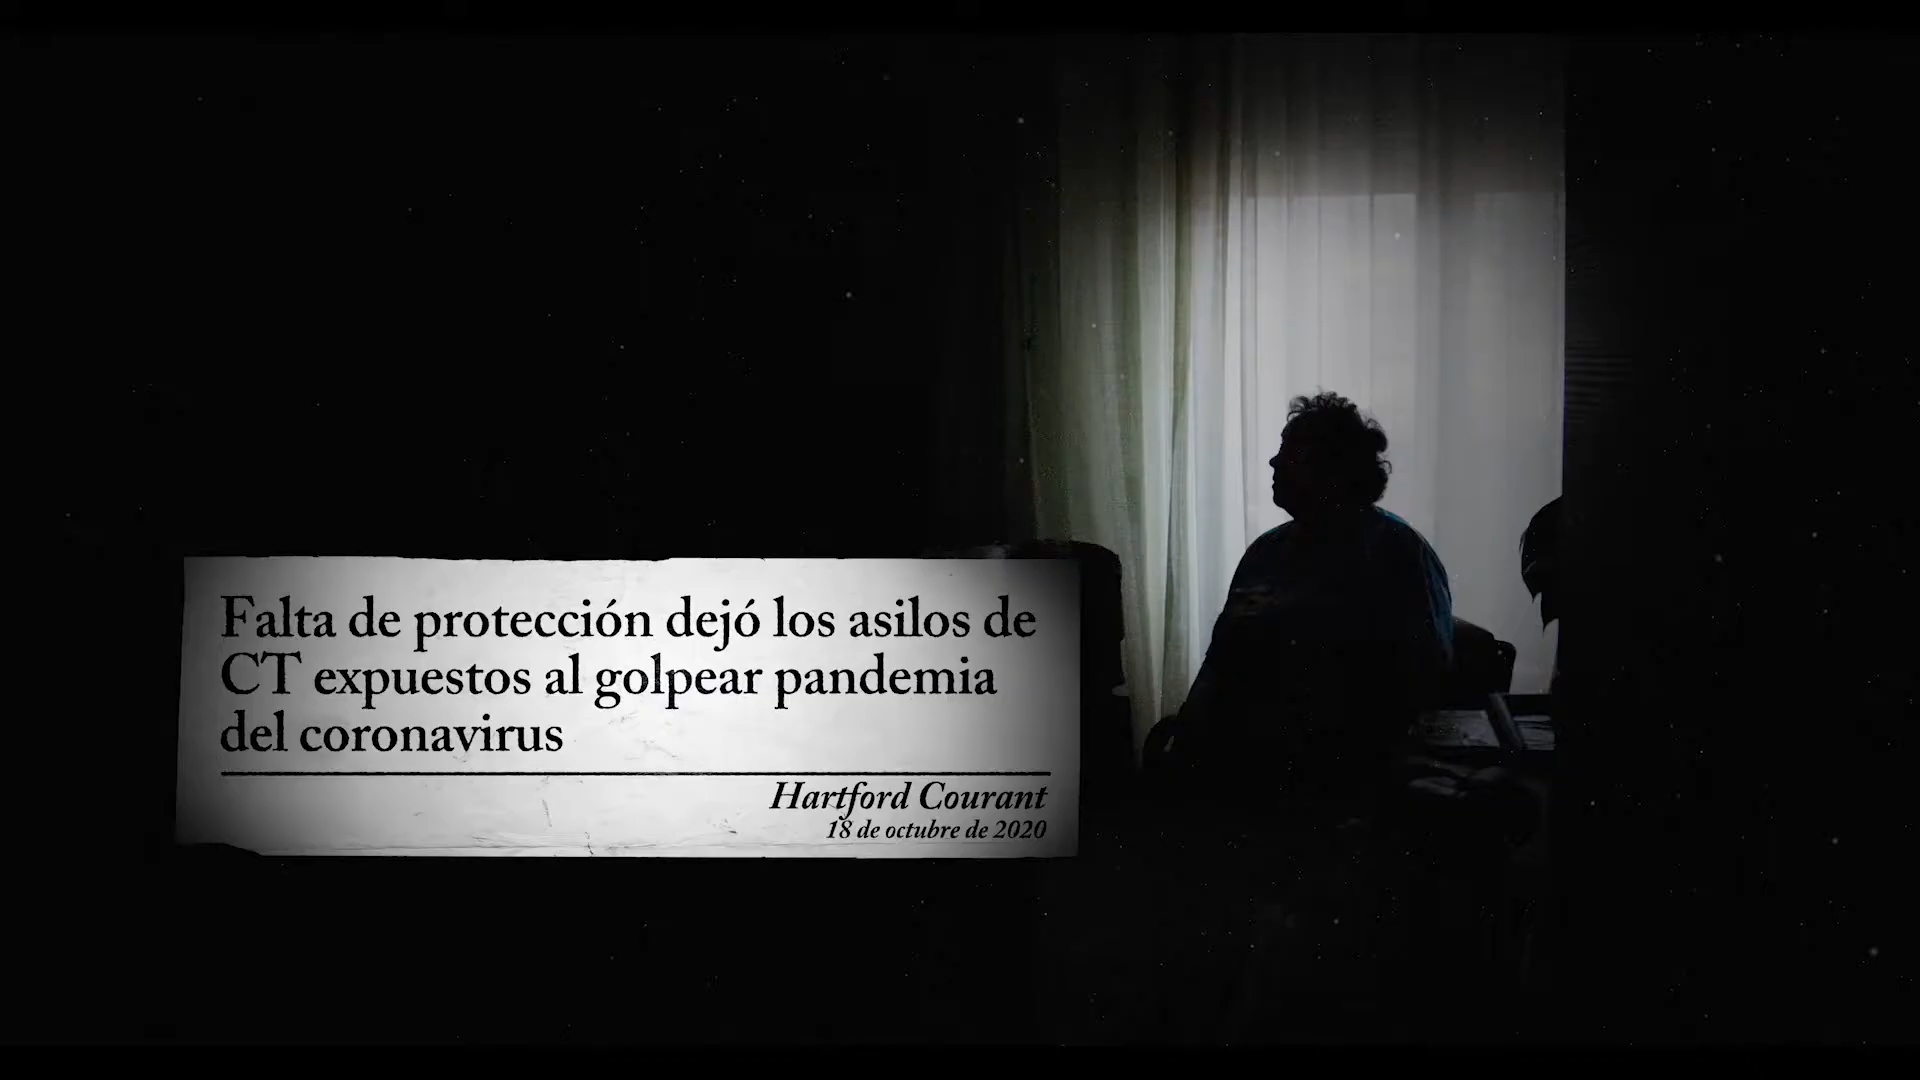 Falta de protección dejó los asilos de
CT expuestos al golpear pandemia
del coronavirus
Hartford Courant
18 de octubre de 2020